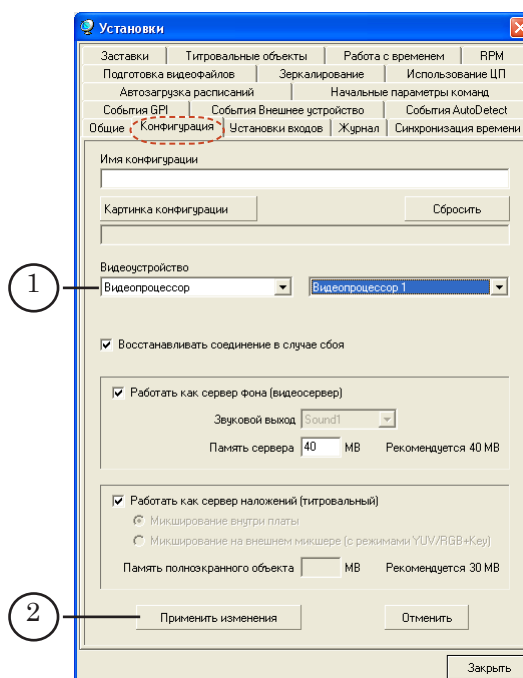 Установки
Заставки Титровальные объекты Работа с временем RPM
Подготовка видеофайлов Зеркалирование Использование ЦП
Автозагрузка расписаний Начальные параметры команд
События GPI События Внешнее устройство События AutoDetect
Общие Конфигурация Установки входов Журнал Синхронизация времени
Имя конфигурации
Картинка конфигурации Сбросить
Видеоустройство
1 Видеопроцессор Видеопроцессор 1
Восстанавливать соединение в случае сбоя
Работать как сервер фона (видеосервер)
Звуковой выход Sound1
Память сервера 40 MB Рекомендуется 40 MB
Работать как сервер наложений (титровальный)
Микширование внутри платы
Микширование на внешнем микшере (с режимами YUV/RGB+Key)
Память полноэкранного объекта MB Рекомендуется 30 MB
2 Применить изменения Отменить
Закрыть